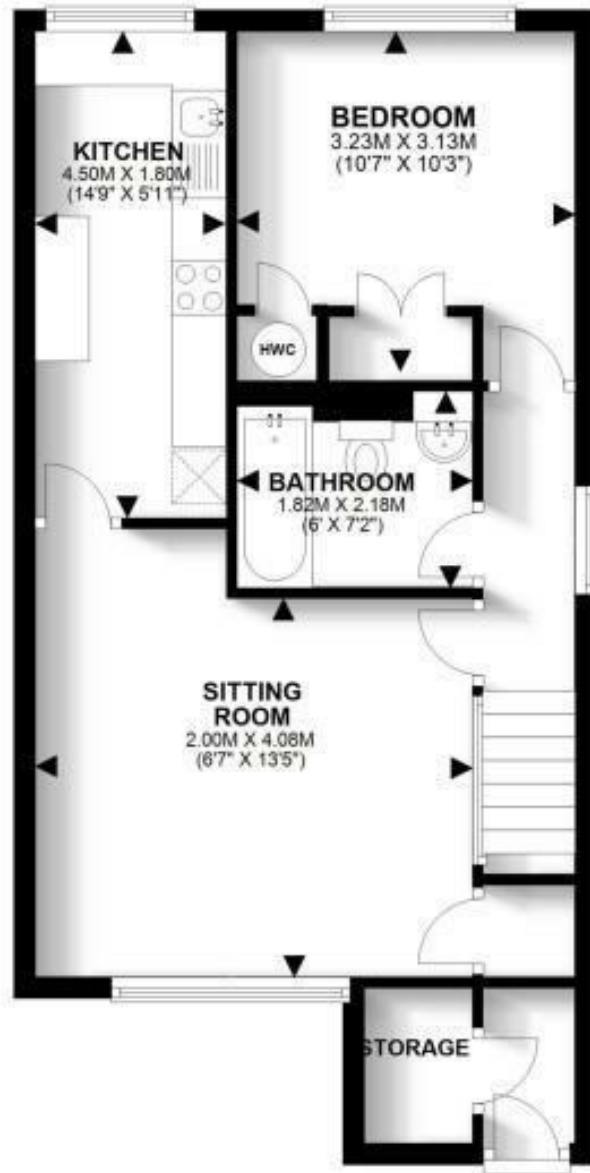 KITCHEN
4.50M X 1.80M
(14'9" X 5'11")
BEDROOM
3.23M X 3.13M
(10'7" X 10'3")
HWC
BATHROOM
1.82M X 2.18M
(6' X 7'2")
SITTING
ROOM
2.00M X 4.08M
(6'7" X 13'5")
STORAGE